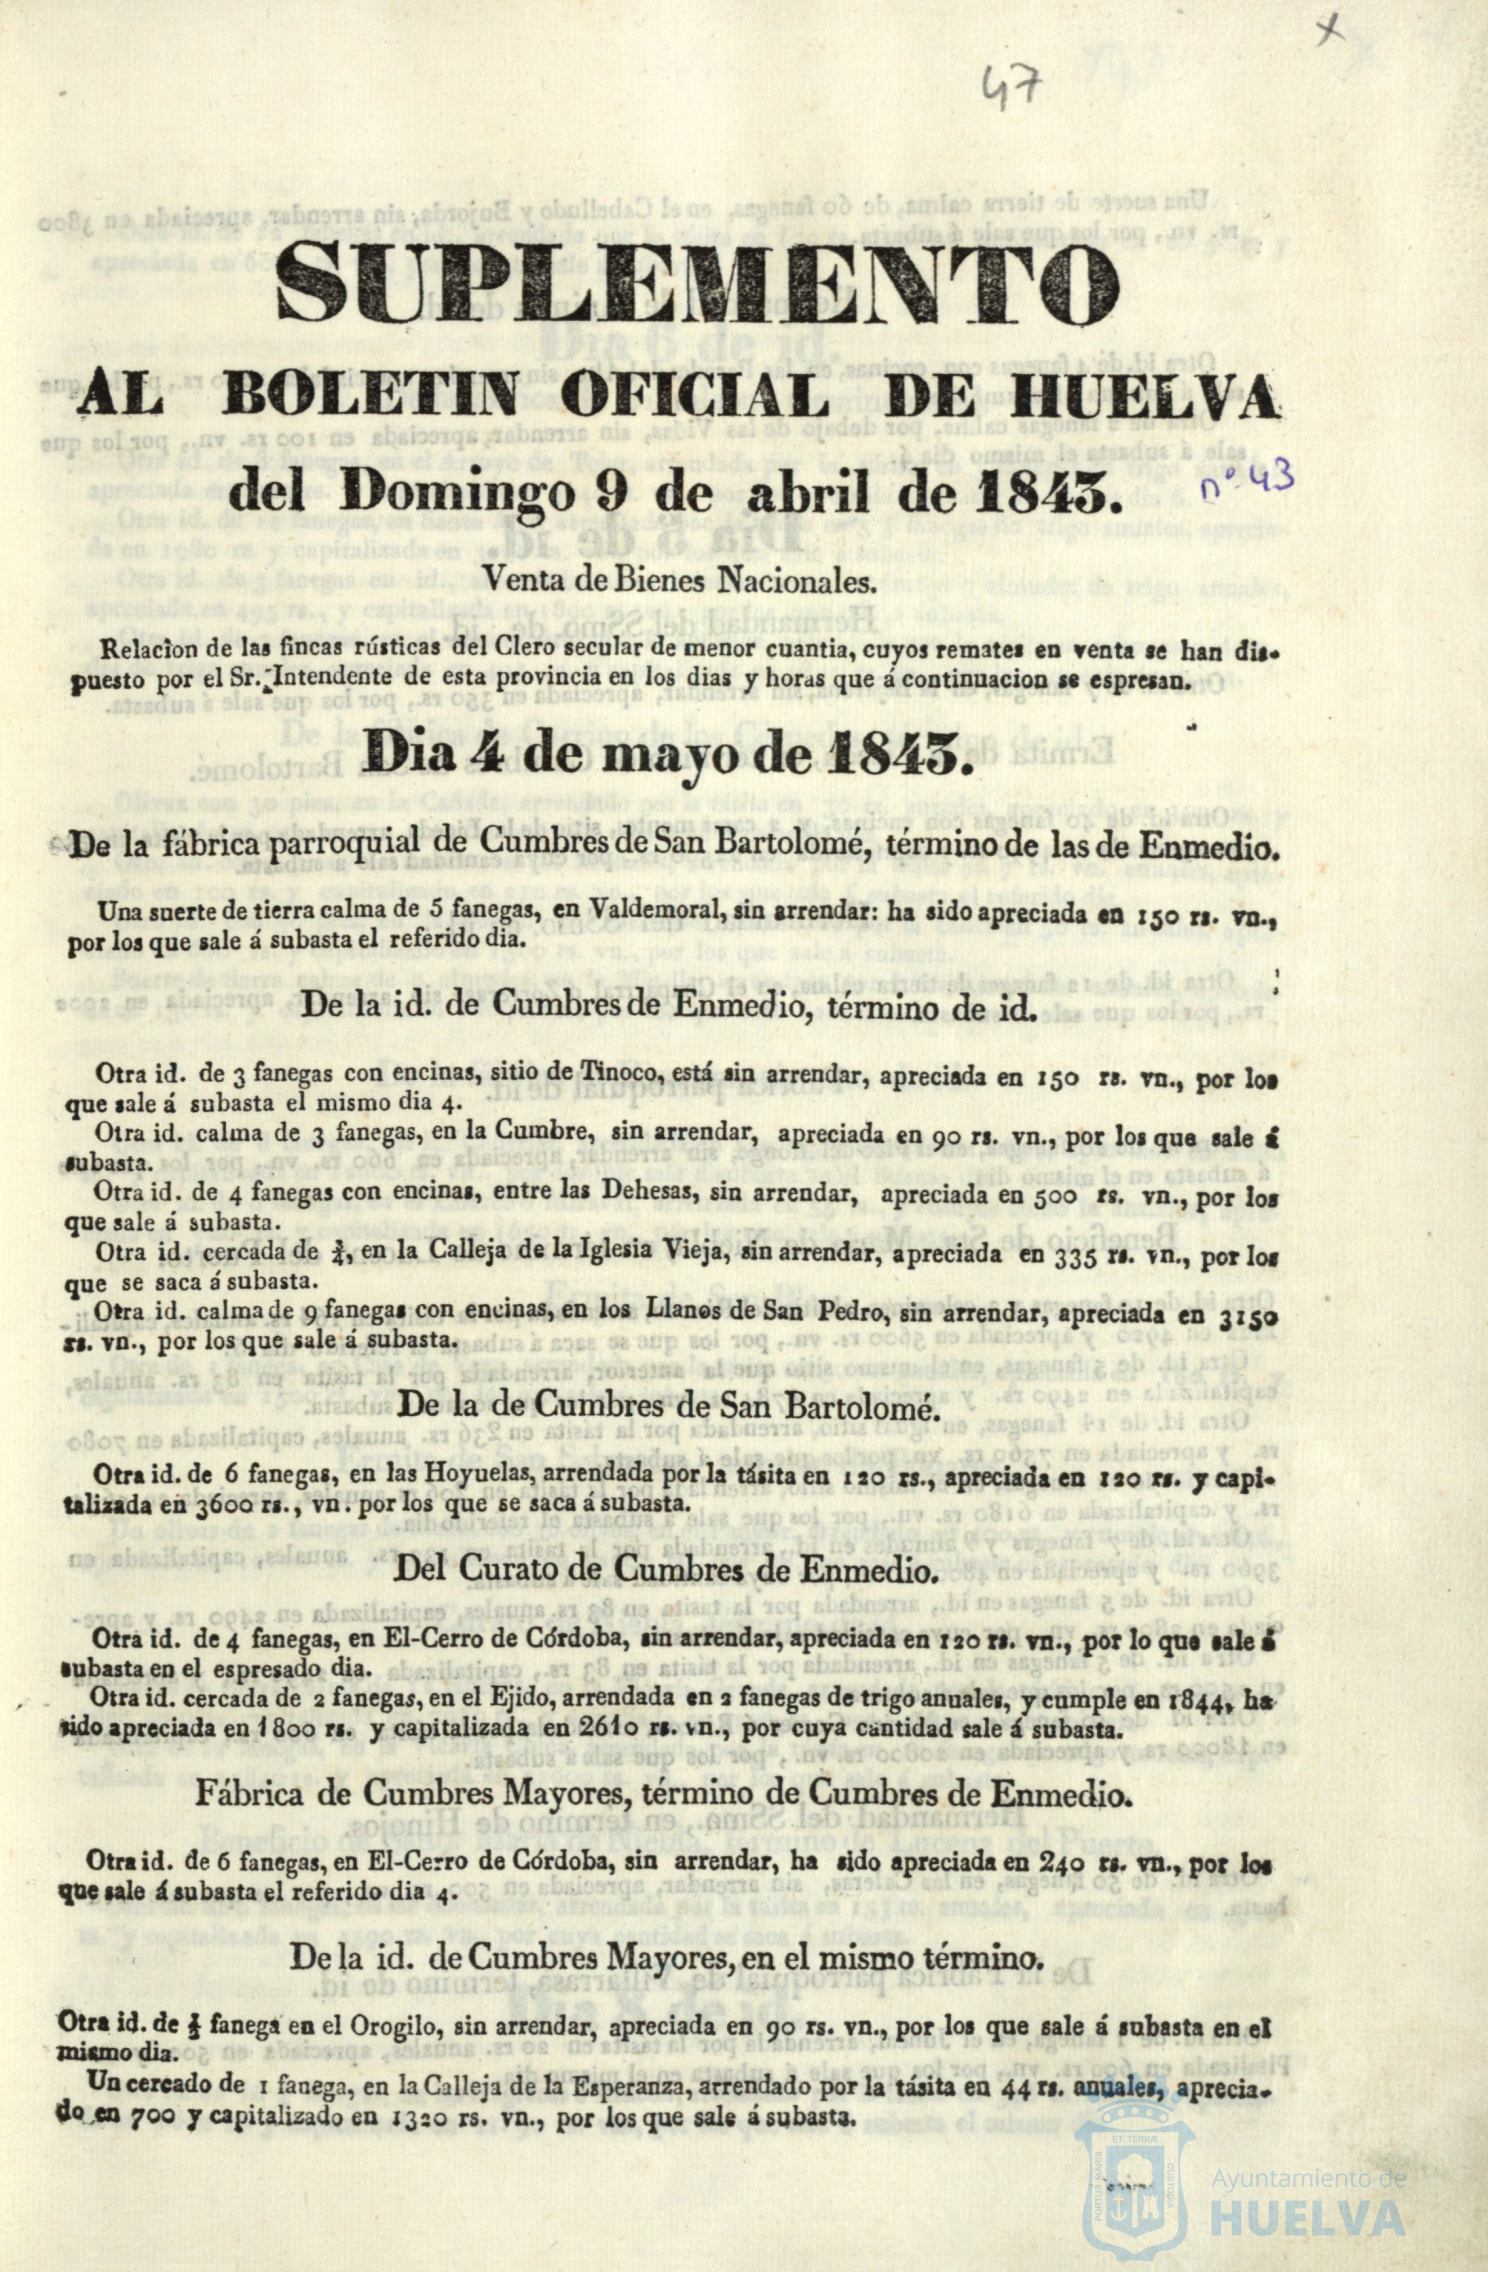 x
47
SUPLEMENTO
AL BOLETIN OFICIAL DE HUELVA
del Domingo 9 de abril de 1843.
nº 43
Venta de Bienes Nacionales.
Relacion de las fincas rústicas del Clero secular de menor cuantia, cuyos remates en venta se han dis-
puesto por el Sr. Intendente de esta provincia en los dias y horas que á continuacion se espresan.
Dia 4 de mayo de 1843.
De la fábrica parroquial de Cumbres de San Bartolomé, término de las de Enmedio.
Una suerte de tierra calma de 5 fanegas, en Valdemoral, sin arrendar: ha sido apreciada en 150 rs. vn.,
por los que sale á subasta el referido dia.
De la id. de Cumbres de Enmedio, término de id.
Otra id. de 3 fanegas con encinas, sitio de Tinoco, está sin arrendar, apreciada en 150 rs. vn., por los
que sale á subasta el mismo dia 4.
Otra id. calma de 3 fanegas, en la Cumbre, sin arrendar, apreciada en 90 rs. vn., por los que sale á
subasta.
Otra id. de 4 fanegas con encinas, entre las Dehesas, sin arrendar, apreciada en 500 rs. vn., por los
que sale á subasta.
Otra id. cercada de ¾, en la Calleja de la Iglesia Vieja, sin arrendar, apreciada en 335 rs. vn., por los
que se saca á subasta.
Otra id. calma de 9 fanegas con encinas, en los Llanos de San Pedro, sin arrendar, apreciada en 3150
rs. vn., por los que sale á subasta.
De la de Cumbres de San Bartolomé.
Otra id. de 6 fanegas, en las Hoyuelas, arrendada por la tásita en 120 rs., apreciada en 120 rs. y capi-
talizada en 3600 rs., vn. por los que se saca á subasta.
Del Curato de Cumbres de Enmedio.
Otra id. de 4 fanegas, en El-Cerro de Córdoba, sin arrendar, apreciada en 120 rs. vn., por lo que sale á
subasta en el espresado dia.
Otra id. cercada de 2 fanegas, en el Ejido, arrendada en 2 fanegas de trigo anuales, y cumple en 1844, ha
sido apreciada en 1800 rs. y capitalizada en 2610 rs. vn., por cuya cantidad sale á subasta.
Fábrica de Cumbres Mayores, término de Cumbres de Enmedio.
Otra id. de 6 fanegas, en El-Cerro de Córdoba, sin arrendar, ha sido apreciada en 240 rs. vn., por los
que sale á subasta el referido dia 4.
De la id. de Cumbres Mayores, en el mismo término.
Otra id. de fanega en el Orogilo, sin arrendar, apreciada en 90 rs. vn., por los que sale á subasta en el
mismo dia.
Un cercado de 1 fanega, en la Calleja de la Esperanza, arrendado por la tásita en 44 rs. anuales, aprecia-
do en 700 y capitalizado en 1320 rs. vn., por los que sale á subasta.
PORTUS MARIS ET TERRÆ CUSTODIA
Ayuntamiento de
HUELVA